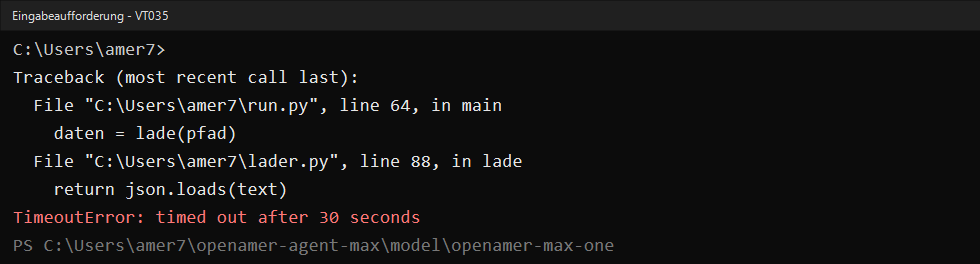 Eingabeaufforderung - VT035
C:\Users\amer7>
Traceback (most recent call last):
  File "C:\Users\amer7\run.py", line 64, in main
    daten = lade(pfad)
  File "C:\Users\amer7\lader.py", line 88, in lade
    return json.loads(text)
TimeoutError: timed out after 30 seconds
PS C:\Users\amer7\openamer-agent-max\model\openamer-max-one